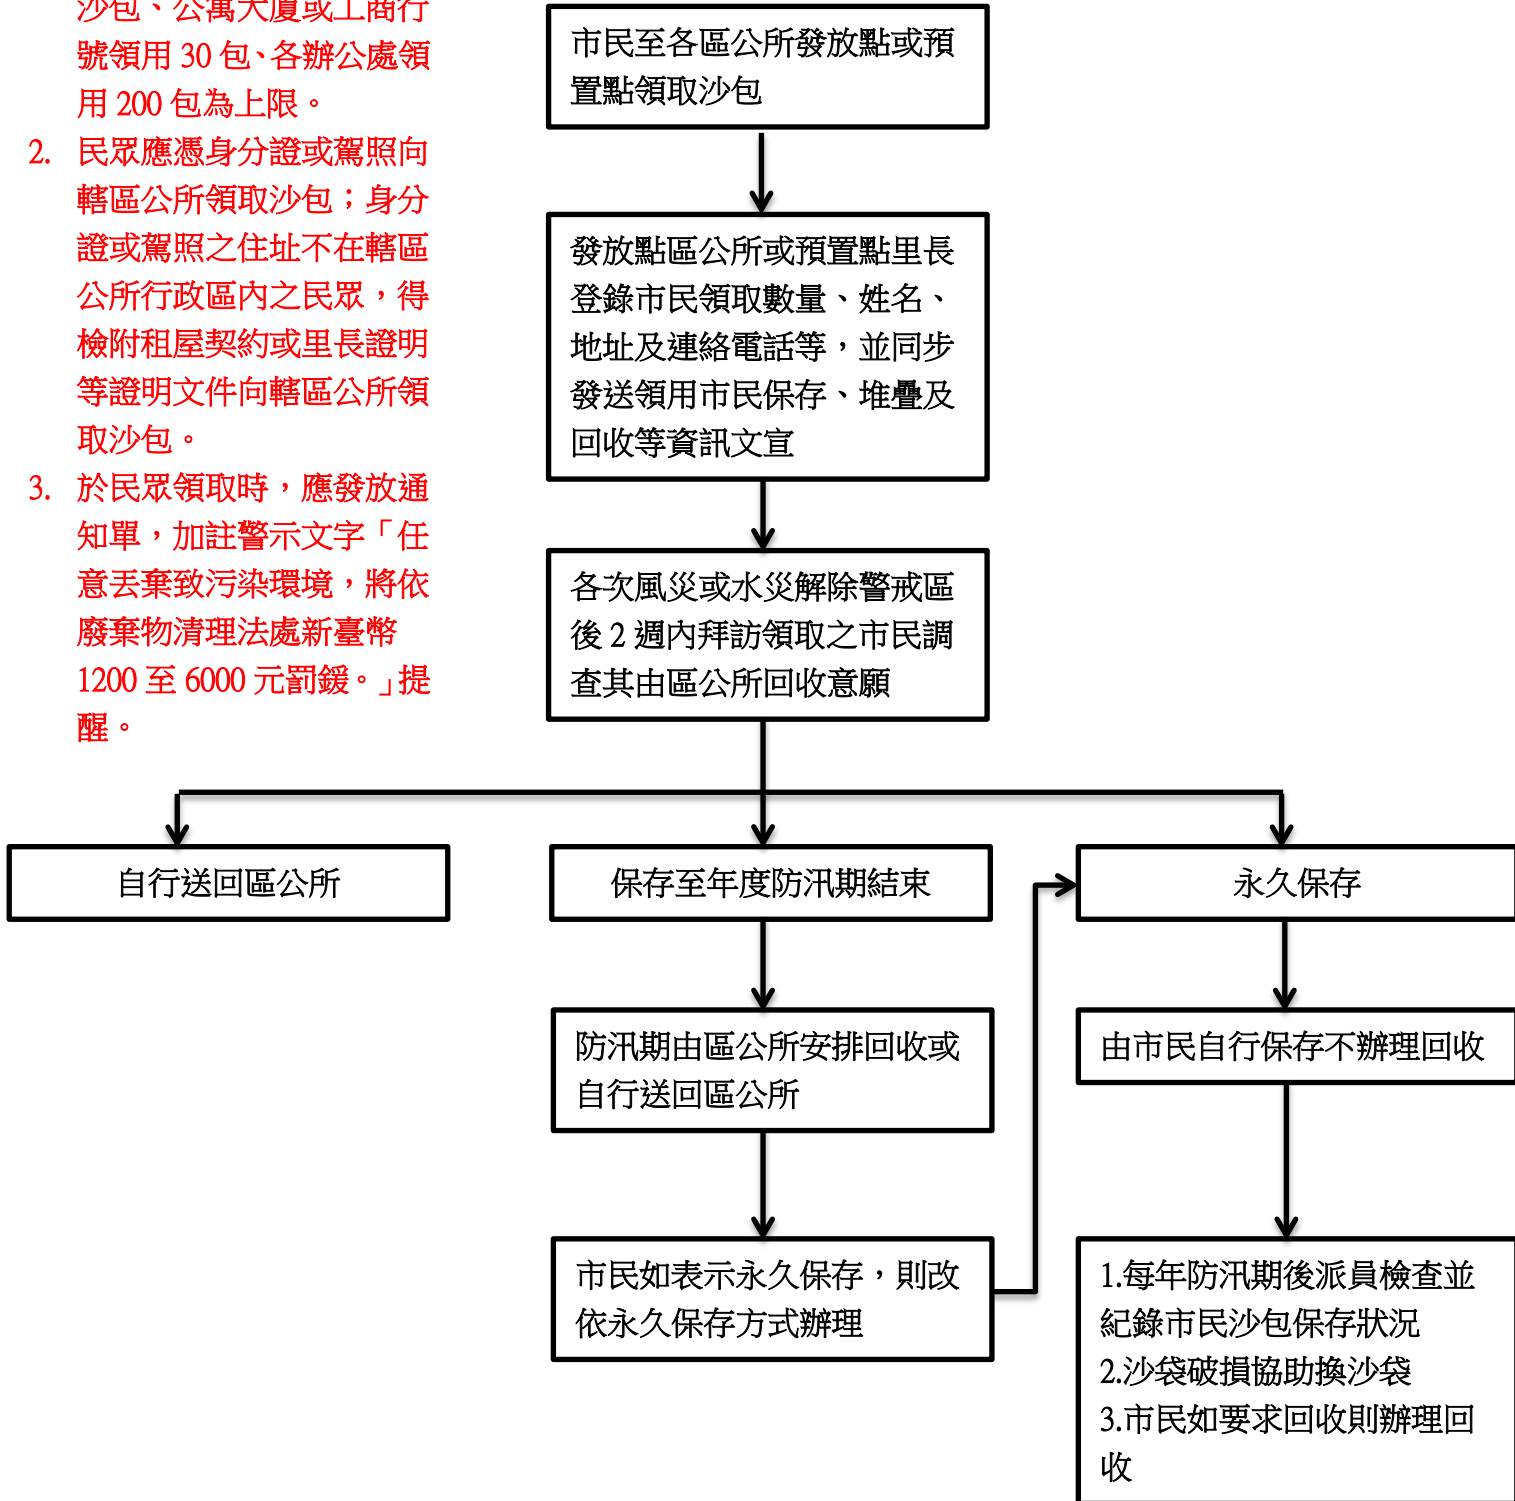 沙包、公寓大廈或工商行
號領用 30 包、各辦公處領
用 200 包為上限。
2. 民眾應憑身分證或駕照向
轄區公所領取沙包；身分
證或駕照之住址不在轄區
公所行政區內之民眾，得
檢附租屋契約或里長證明
等證明文件向轄區公所領
取沙包。
3. 於民眾領取時，應發放通
知單，加註警示文字「任
意丟棄致污染環境，將依
廢棄物清理法處新臺幣
1200 至 6000 元罰鍰。」提
醒。
市民至各區公所發放點或預
置點領取沙包
發放點區公所或預置點里長
登錄市民領取數量、姓名、
地址及連絡電話等，並同步
發送領用市民保存、堆疊及
回收等資訊文宣
各次風災或水災解除警戒區
後 2 週內拜訪領取之市民調
查其由區公所回收意願
自行送回區公所
保存至年度防汛期結束
永久保存
防汛期由區公所安排回收或
自行送回區公所
由市民自行保存不辦理回收
市民如表示永久保存，則改
依永久保存方式辦理
1.每年防汛期後派員檢查並
紀錄市民沙包保存狀況
2.沙袋破損協助換沙袋
3.市民如要求回收則辦理回
收